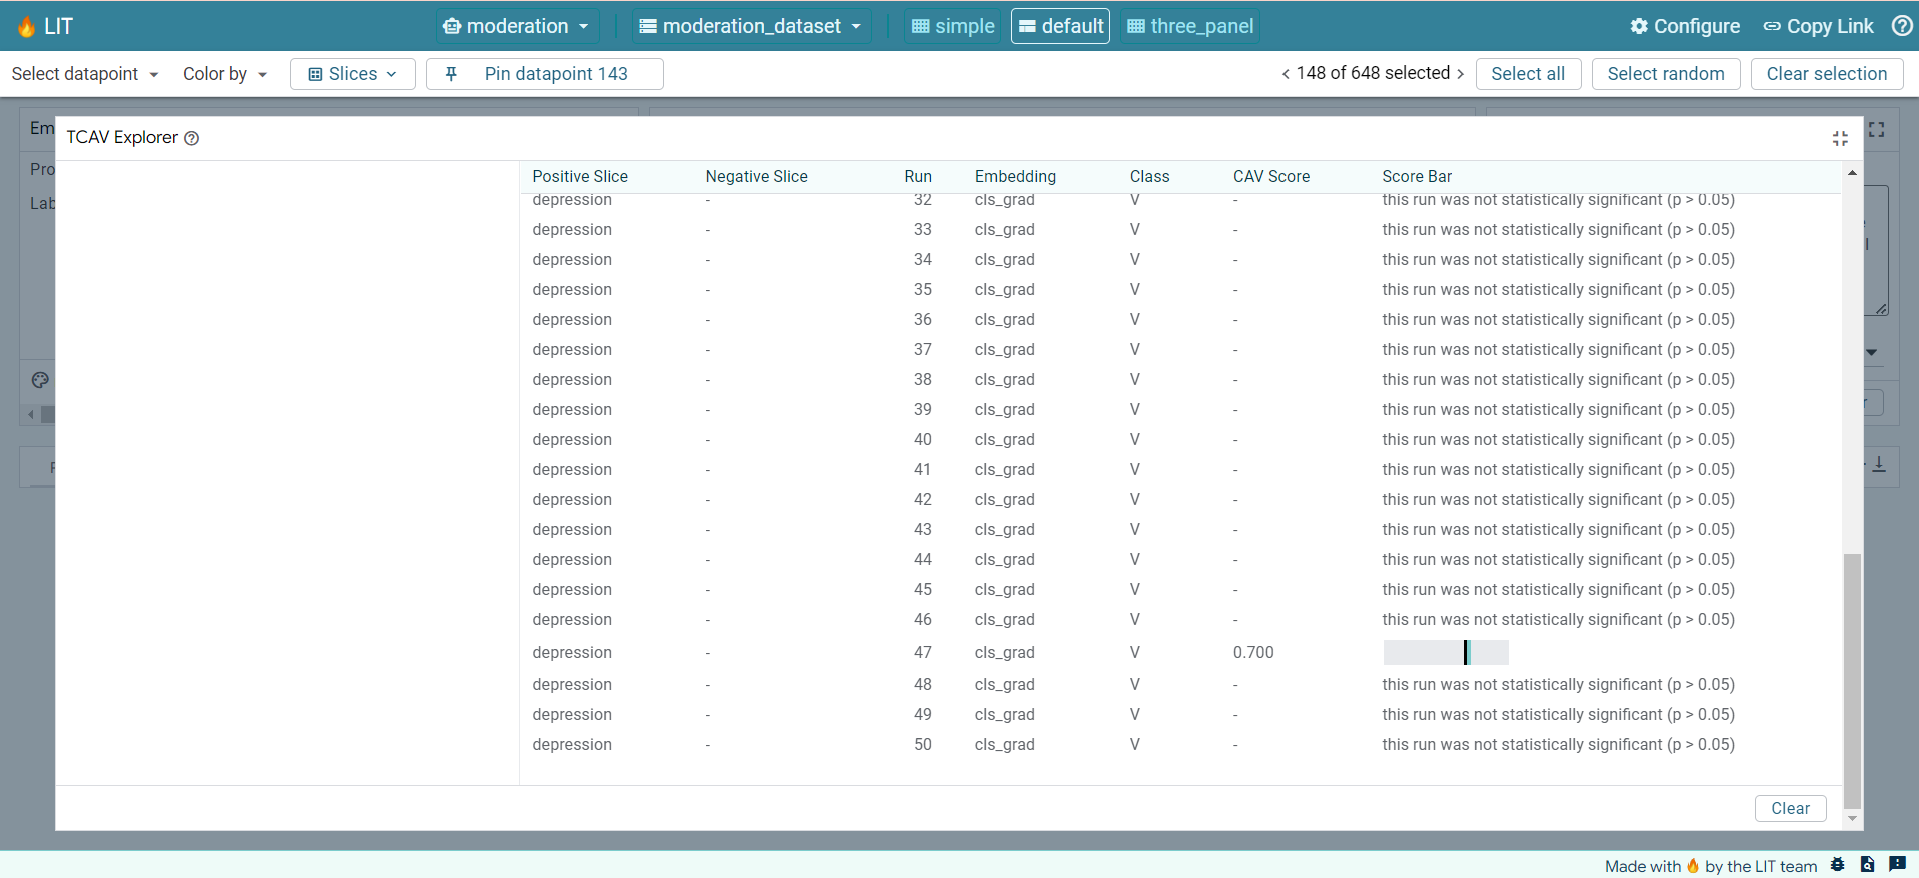 LIT moderation moderation_dataset simple default three_panel Configure Copy Link
Select datapoint Color by Slices Pin datapoint 143 < 148 of 648 selected > Select all Select random Clear selection
TCAV Explorer
Em
Pro
Lab
Positive Slice Negative Slice Run Embedding Class CAV Score Score Bar
depression - 32 cls_grad V - this run was not statistically significant (p > 0.05)
depression - 33 cls_grad V - this run was not statistically significant (p > 0.05)
depression - 34 cls_grad V - this run was not statistically significant (p > 0.05)
depression - 35 cls_grad V - this run was not statistically significant (p > 0.05)
depression - 36 cls_grad V - this run was not statistically significant (p > 0.05)
depression - 37 cls_grad V - this run was not statistically significant (p > 0.05)
depression - 38 cls_grad V - this run was not statistically significant (p > 0.05)
depression - 39 cls_grad V - this run was not statistically significant (p > 0.05)
depression - 40 cls_grad V - this run was not statistically significant (p > 0.05)
depression - 41 cls_grad V - this run was not statistically significant (p > 0.05)
depression - 42 cls_grad V - this run was not statistically significant (p > 0.05)
depression - 43 cls_grad V - this run was not statistically significant (p > 0.05)
depression - 44 cls_grad V - this run was not statistically significant (p > 0.05)
depression - 45 cls_grad V - this run was not statistically significant (p > 0.05)
depression - 46 cls_grad V - this run was not statistically significant (p > 0.05)
depression - 47 cls_grad V 0.700
depression - 48 cls_grad V - this run was not statistically significant (p > 0.05)
depression - 49 cls_grad V - this run was not statistically significant (p > 0.05)
depression - 50 cls_grad V - this run was not statistically significant (p > 0.05)
Clear
Made with 🔥 by the LIT team